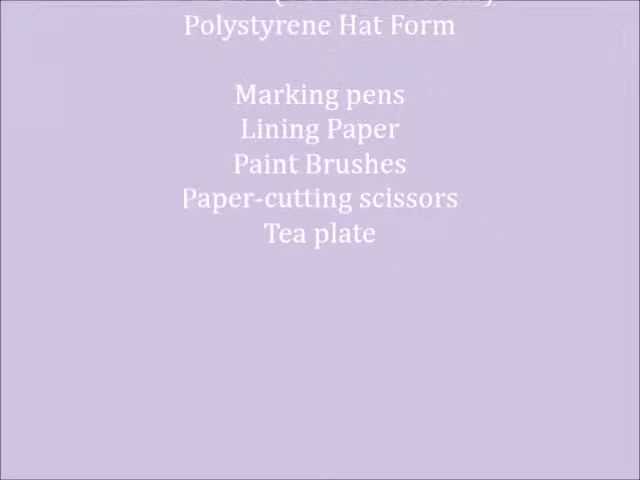 Polystyrene Hat Form
Marking pens
Lining Paper
Paint Brushes
Paper-cutting scissors
Tea plate